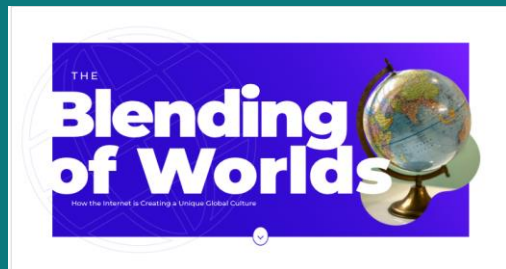 THE
Blending
of Worlds
How the Internet is Creating a Unique Global Culture